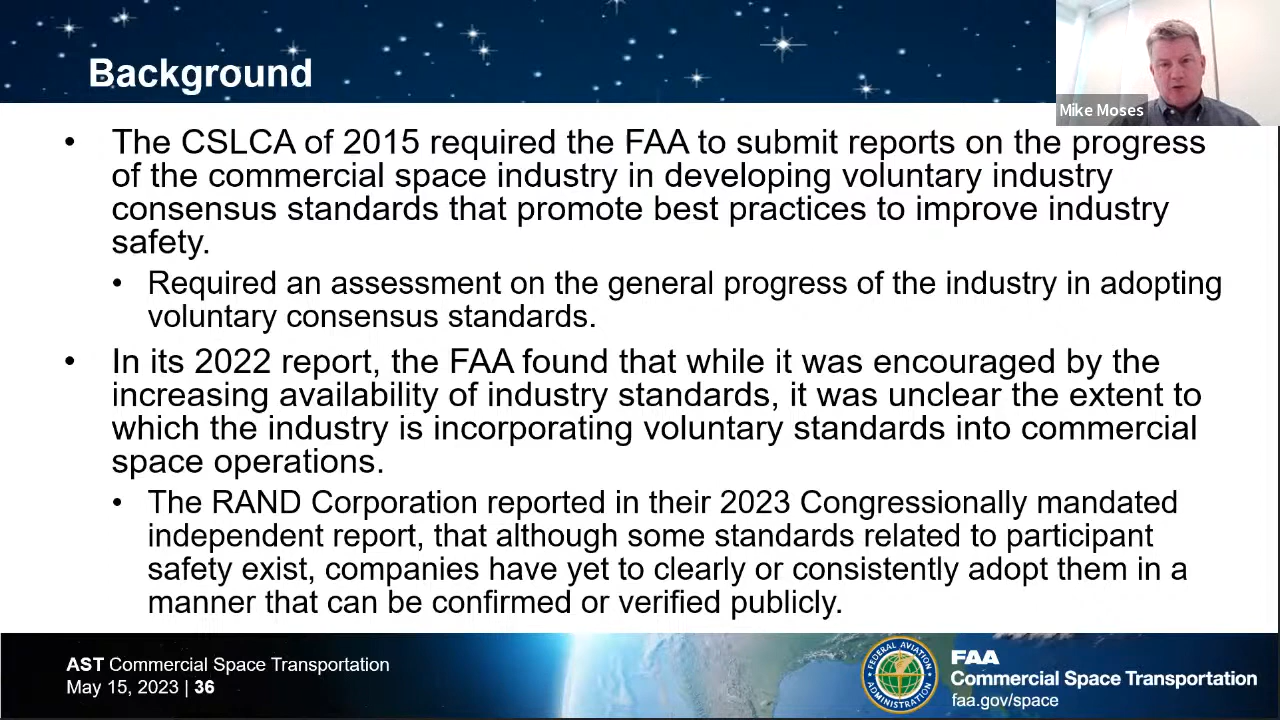 Background
Mike Moses
• The CSLCA of 2015 required the FAA to submit reports on the progress
of the commercial space industry in developing voluntary industry
consensus standards that promote best practices to improve industry
safety.
• Required an assessment on the general progress of the industry in adopting
voluntary consensus standards.
• In its 2022 report, the FAA found that while it was encouraged by the
increasing availability of industry standards, it was unclear the extent to
which the industry is incorporating voluntary standards into commercial
space operations.
• The RAND Corporation reported in their 2023 Congressionally mandated
independent report, that although some standards related to participant
safety exist, companies have yet to clearly or consistently adopt them in a
manner that can be confirmed or verified publicly.
AST Commercial Space Transportation
May 15, 2023 | 36
FEDERAL AVIATION
ADMINISTRATION
FAA
Commercial Space Transportation
faa.gov/space